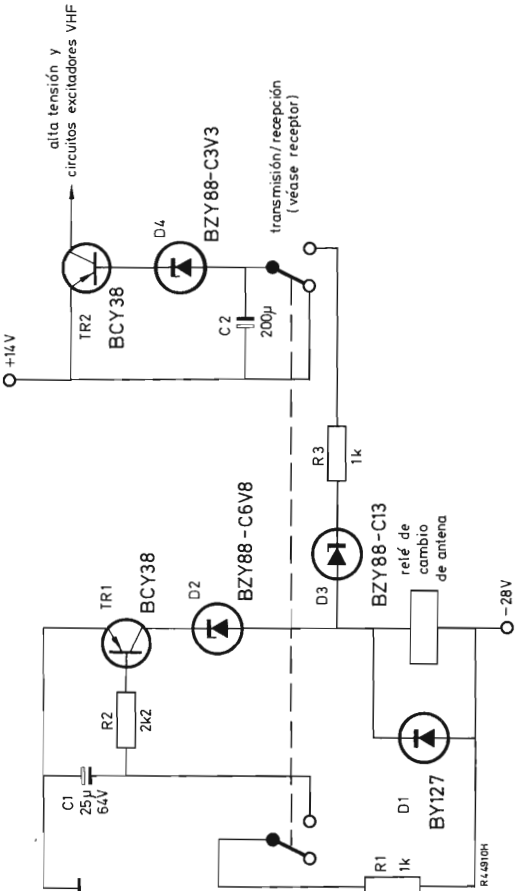 alta tensión y
circuitos excitadores VHF
+14V
TR2
BCY38
D4
BZY88-C3V3
C2
200µ
transmisión/recepción
(véase receptor)
R3
1k
TR1
BCY38
D2
BZY88-C6V8
D3
BZY88-C13
R2
2k2
C1
25µ
64V
relé de
cambio
de antena
D1
BY127
R1
1k
-28V
R44910H